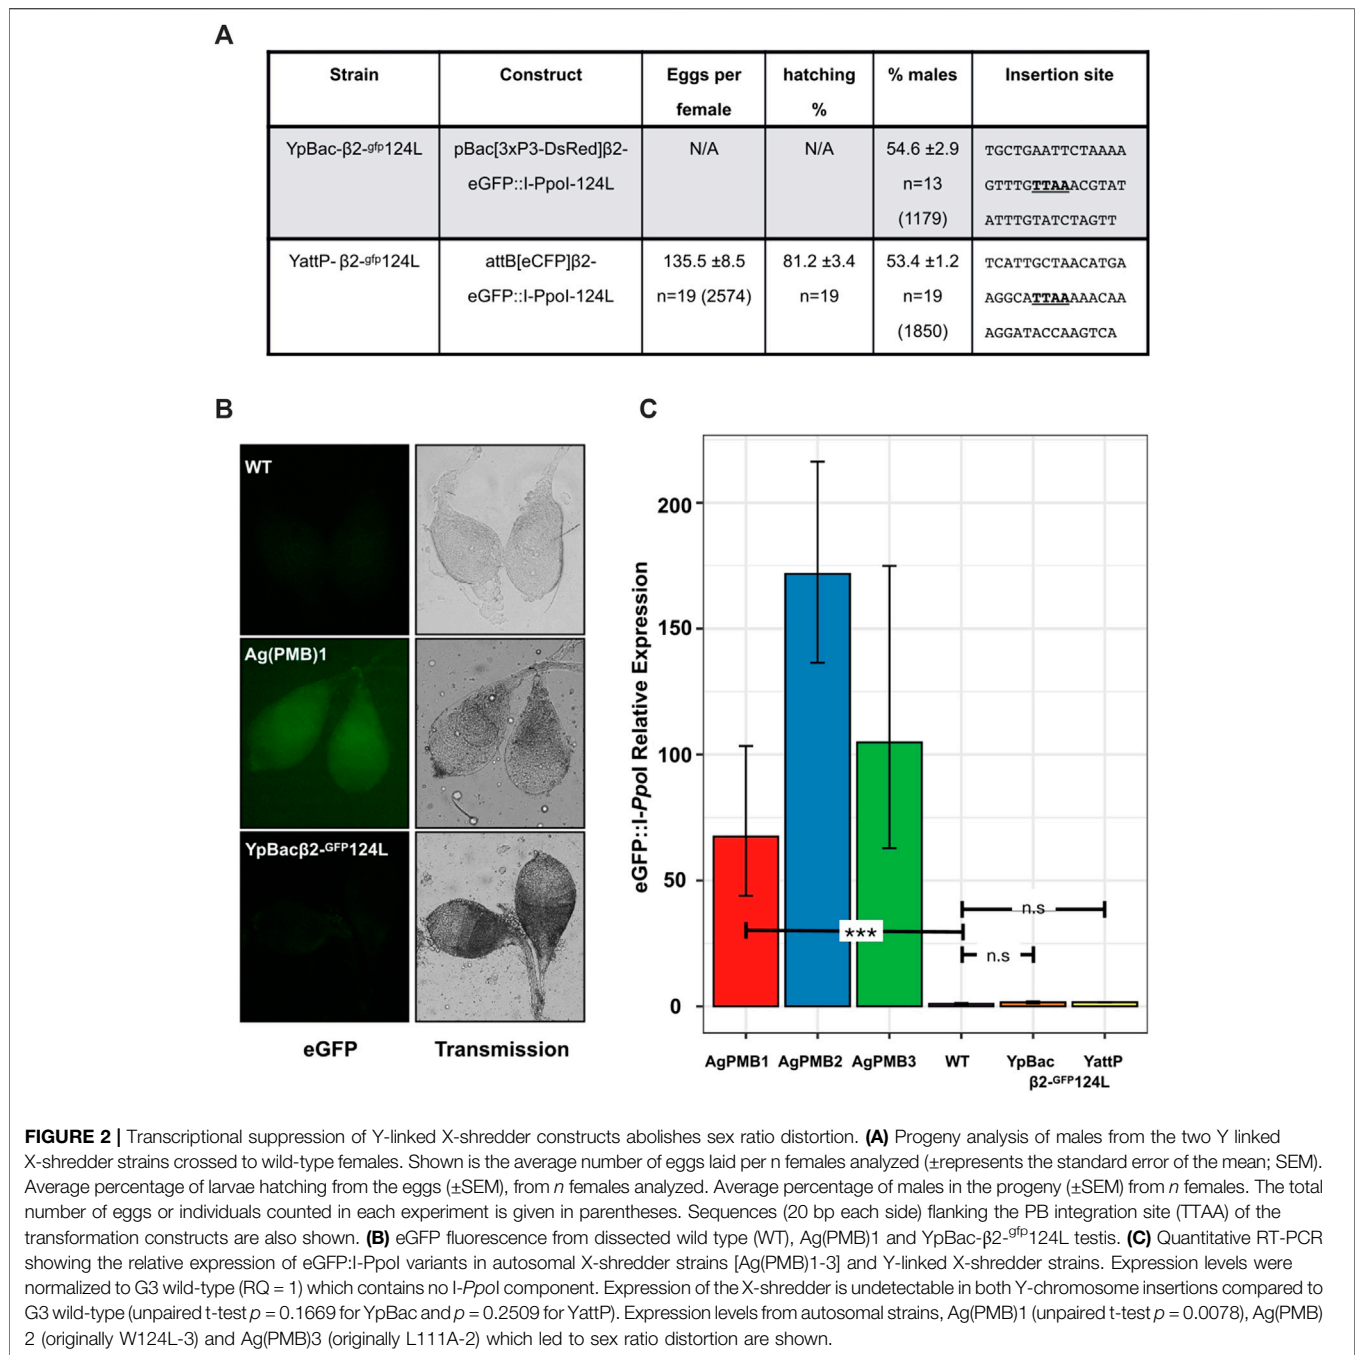 A
Strain Construct Eggs per hatching % males Insertion site
female %
YpBac-β2-gfp124L pBac[3xP3-DsRed]β2- N/A N/A 54.6 ±2.9 TGCTGAATTCTAAAA
eGFP::I-PpoI-124L n=13 GTTTGTTAAACGTAT
(1179) ATTTGTATCTAGTT
YattP- β2-gfp124L attB[eCFP]β2- 135.5 ±8.5 81.2 ±3.4 53.4 ±1.2 TCATTGCTAACATGA
eGFP::I-PpoI-124L n=19 (2574) n=19 n=19 AGGCATTAAAAACAA
(1850) AGGATACCAAGTCA
B
WT
Ag(PMB)1
YpBacβ2-GFP124L
eGFP Transmission
C
eGFP::I-PpoI Relative Expression
200
150
100
50
0
n.s
***
n.s
AgPMB1 AgPMB2 AgPMB3 WT YpBac YattP
β2-GFP124L
FIGURE 2 | Transcriptional suppression of Y-linked X-shredder constructs abolishes sex ratio distortion. (A) Progeny analysis of males from the two Y linked
X-shredder strains crossed to wild-type females. Shown is the average number of eggs laid per n females analyzed (±represents the standard error of the mean; SEM).
Average percentage of larvae hatching from the eggs (±SEM), from n females analyzed. Average percentage of males in the progeny (±SEM) from n females. The total
number of eggs or individuals counted in each experiment is given in parentheses. Sequences (20 bp each side) flanking the PB integration site (TTAA) of the
transformation constructs are also shown. (B) eGFP fluorescence from dissected wild type (WT), Ag(PMB)1 and YpBac-β2-gfp124L testis. (C) Quantitative RT-PCR
showing the relative expression of eGFP:I-PpoI variants in autosomal X-shredder strains [Ag(PMB)1-3] and Y-linked X-shredder strains. Expression levels were
normalized to G3 wild-type (RQ = 1) which contains no I-PpoI component. Expression of the X-shredder is undetectable in both Y-chromosome insertions compared to
G3 wild-type (unpaired t-test p = 0.1669 for YpBac and p = 0.2509 for YattP). Expression levels from autosomal strains, Ag(PMB)1 (unpaired t-test p = 0.0078), Ag(PMB)
2 (originally W124L-3) and Ag(PMB)3 (originally L111A-2) which led to sex ratio distortion are shown.